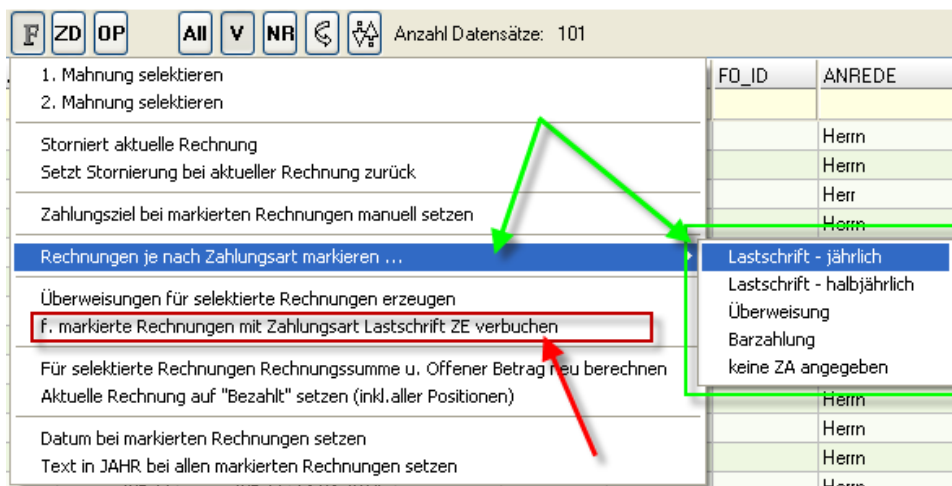 F ZD OP All V NR Anzahl Datensätze: 101
FO_ID ANREDE
1. Mahnung selektieren
2. Mahnung selektieren
Storniert aktuelle Rechnung
Setzt Stornierung bei aktueller Rechnung zurück
Zahlungsziel bei markierten Rechnungen manuell setzen
Rechnungen je nach Zahlungsart markieren ...
Überweisungen für selektierte Rechnungen erzeugen
f. markierte Rechnungen mit Zahlungsart Lastschrift ZE verbuchen
Für selektierte Rechnungen Rechnungssumme u. Offener Betrag neu berechnen
Aktuelle Rechnung auf "Bezahlt" setzen (inkl.aller Positionen)
Datum bei markierten Rechnungen setzen
Text in JAHR bei allen markierten Rechnungen setzen
Herrn
Herrn
Herr
Herrn
Lastschrift - jährlich
Lastschrift - halbjährlich
Überweisung
Barzahlung
keine ZA angegeben
Herrn
Herrn
Herrn